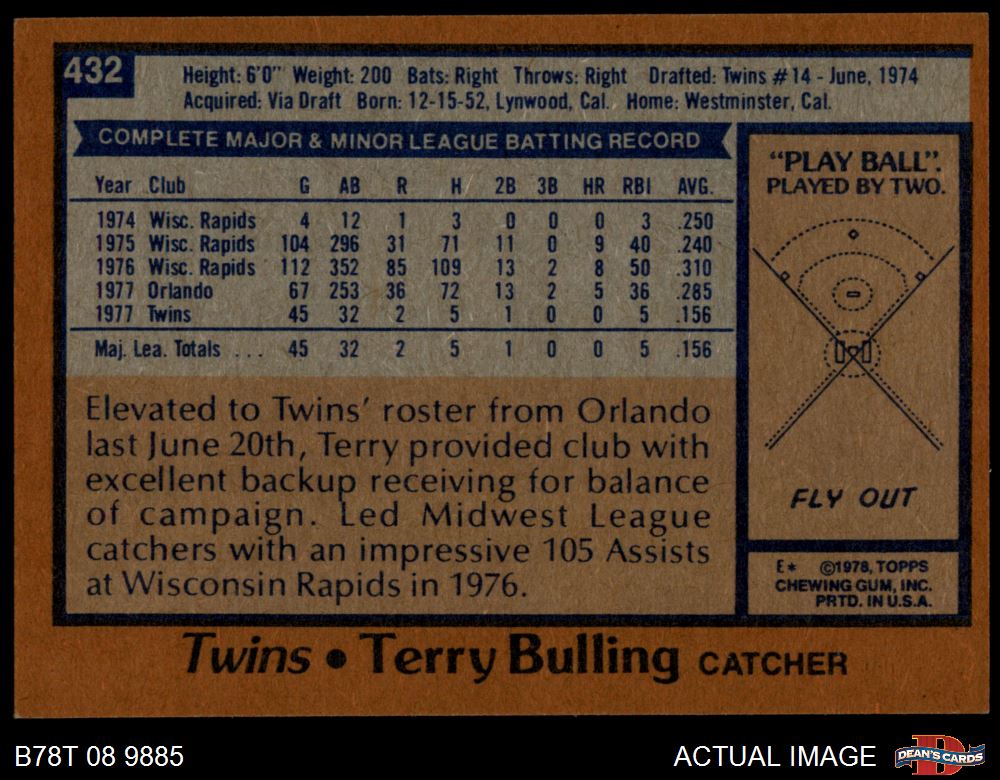 432
Height: 6'0" Weight: 200 Bats: Right Throws: Right Drafted: Twins #14 - June, 1974
Acquired: Via Draft Born: 12-15-52, Lynwood, Cal. Home: Westminster, Cal.
COMPLETE MAJOR & MINOR LEAGUE BATTING RECORD
Year Club G AB R H 2B 3B HR RBI AVG.
1974 Wisc. Rapids 4 12 1 3 0 0 0 3 .250
1975 Wisc. Rapids 104 296 31 71 11 0 9 40 .240
1976 Wisc. Rapids 112 352 85 109 13 2 8 50 .310
1977 Orlando 67 253 36 72 13 2 5 36 .285
1977 Twins 45 32 2 5 1 0 0 5 .156
Maj. Lea. Totals ... 45 32 2 5 1 0 0 5 .156
Elevated to Twins' roster from Orlando
last June 20th, Terry provided club with
excellent backup receiving for balance
of campaign. Led Midwest League
catchers with an impressive 105 Assists
at Wisconsin Rapids in 1976.
"PLAY BALL".
PLAYED BY TWO.
FLY OUT
E* ©1978, TOPPS
CHEWING GUM, INC.
PRTD. IN U.S.A.
Twins • Terry Bulling CATCHER
B78T 08 9885
ACTUAL IMAGE
DEAN'S CARDS